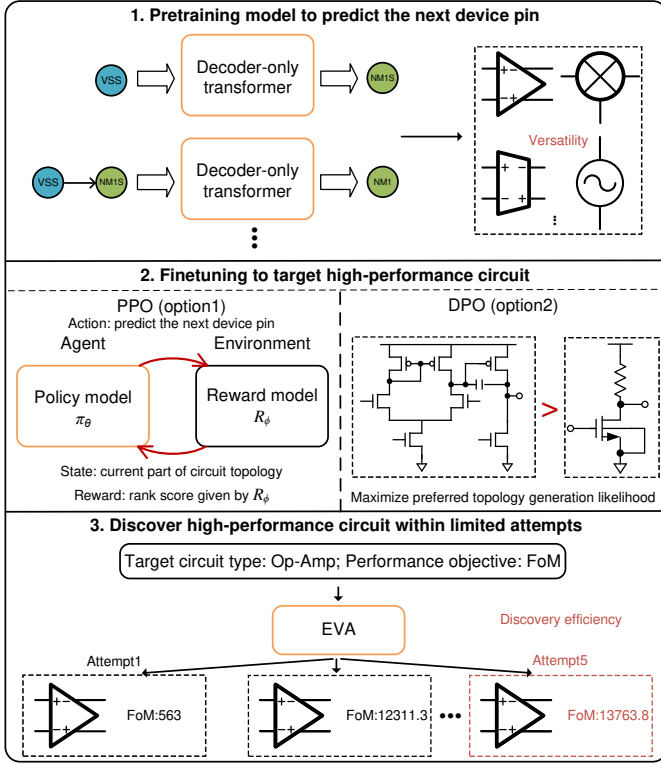 1. Pretraining model to predict the next device pin
VSS
Decoder-only
transformer
NM1S
VSS
NM1S
Decoder-only
transformer
NM1
Versatility
2. Finetuning to target high-performance circuit
PPO (option1)
Action: predict the next device pin
Agent
Environment
Policy model
πθ
Reward model
Rϕ
State: current part of circuit topology
Reward: rank score given by Rϕ
DPO (option2)
>
Maximize preferred topology generation likelihood
3. Discover high-performance circuit within limited attempts
Target circuit type: Op-Amp; Performance objective: FoM
EVA
Discovery efficiency
Attempt1
Attempt5
FoM:563
FoM:12311.3
FoM:13763.8